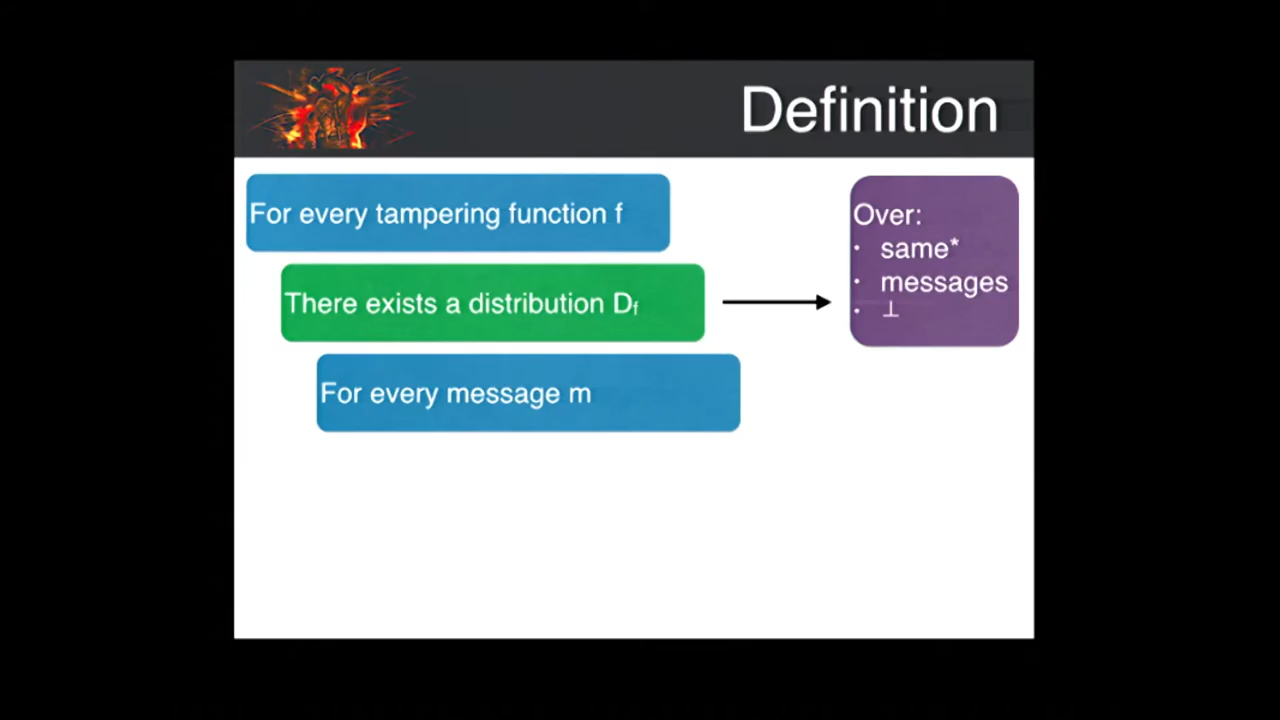 Definition
For every tampering function f
There exists a distribution Df
For every message m
Over:
• same*
• messages
• ⊥